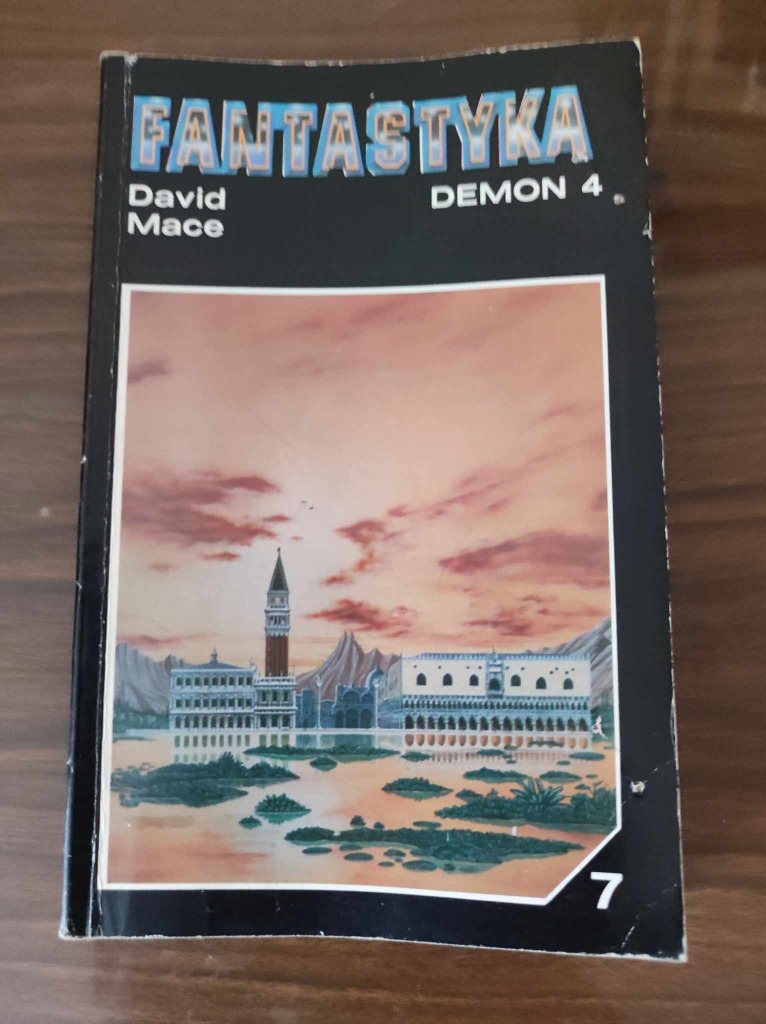 FANTASTYKA
David DEMON 4
Mace
7